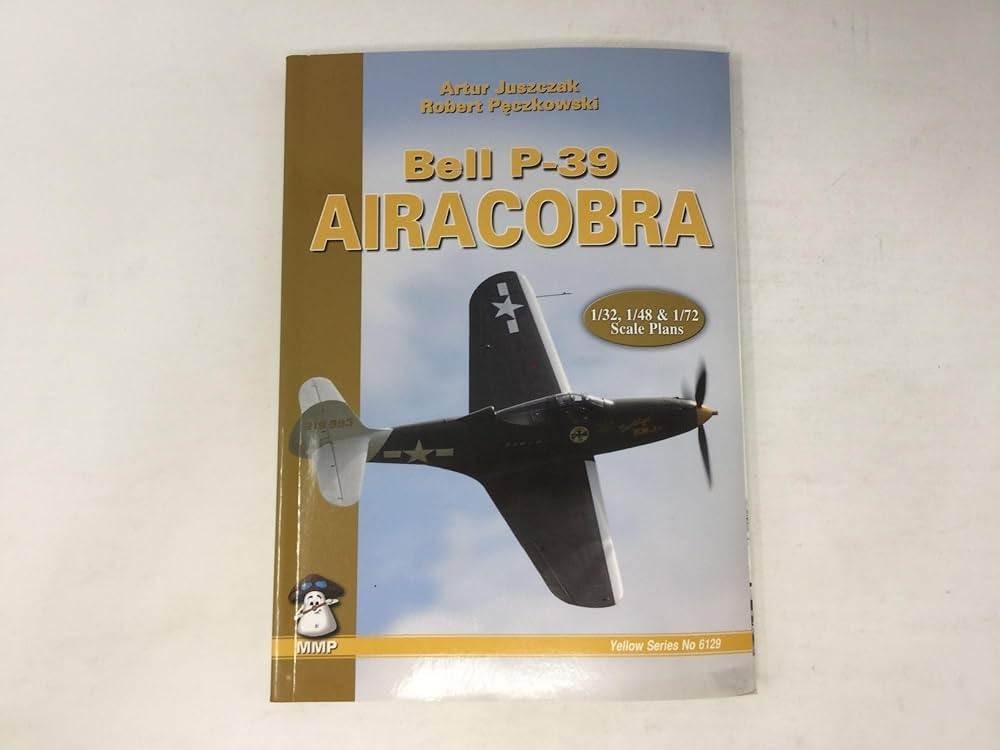 Artur Juszczak
Robert Pęczkowski
Bell P-39
AIRACOBRA
1/32, 1/48 & 1/72
Scale Plans
MMP
Yellow Series No 6129